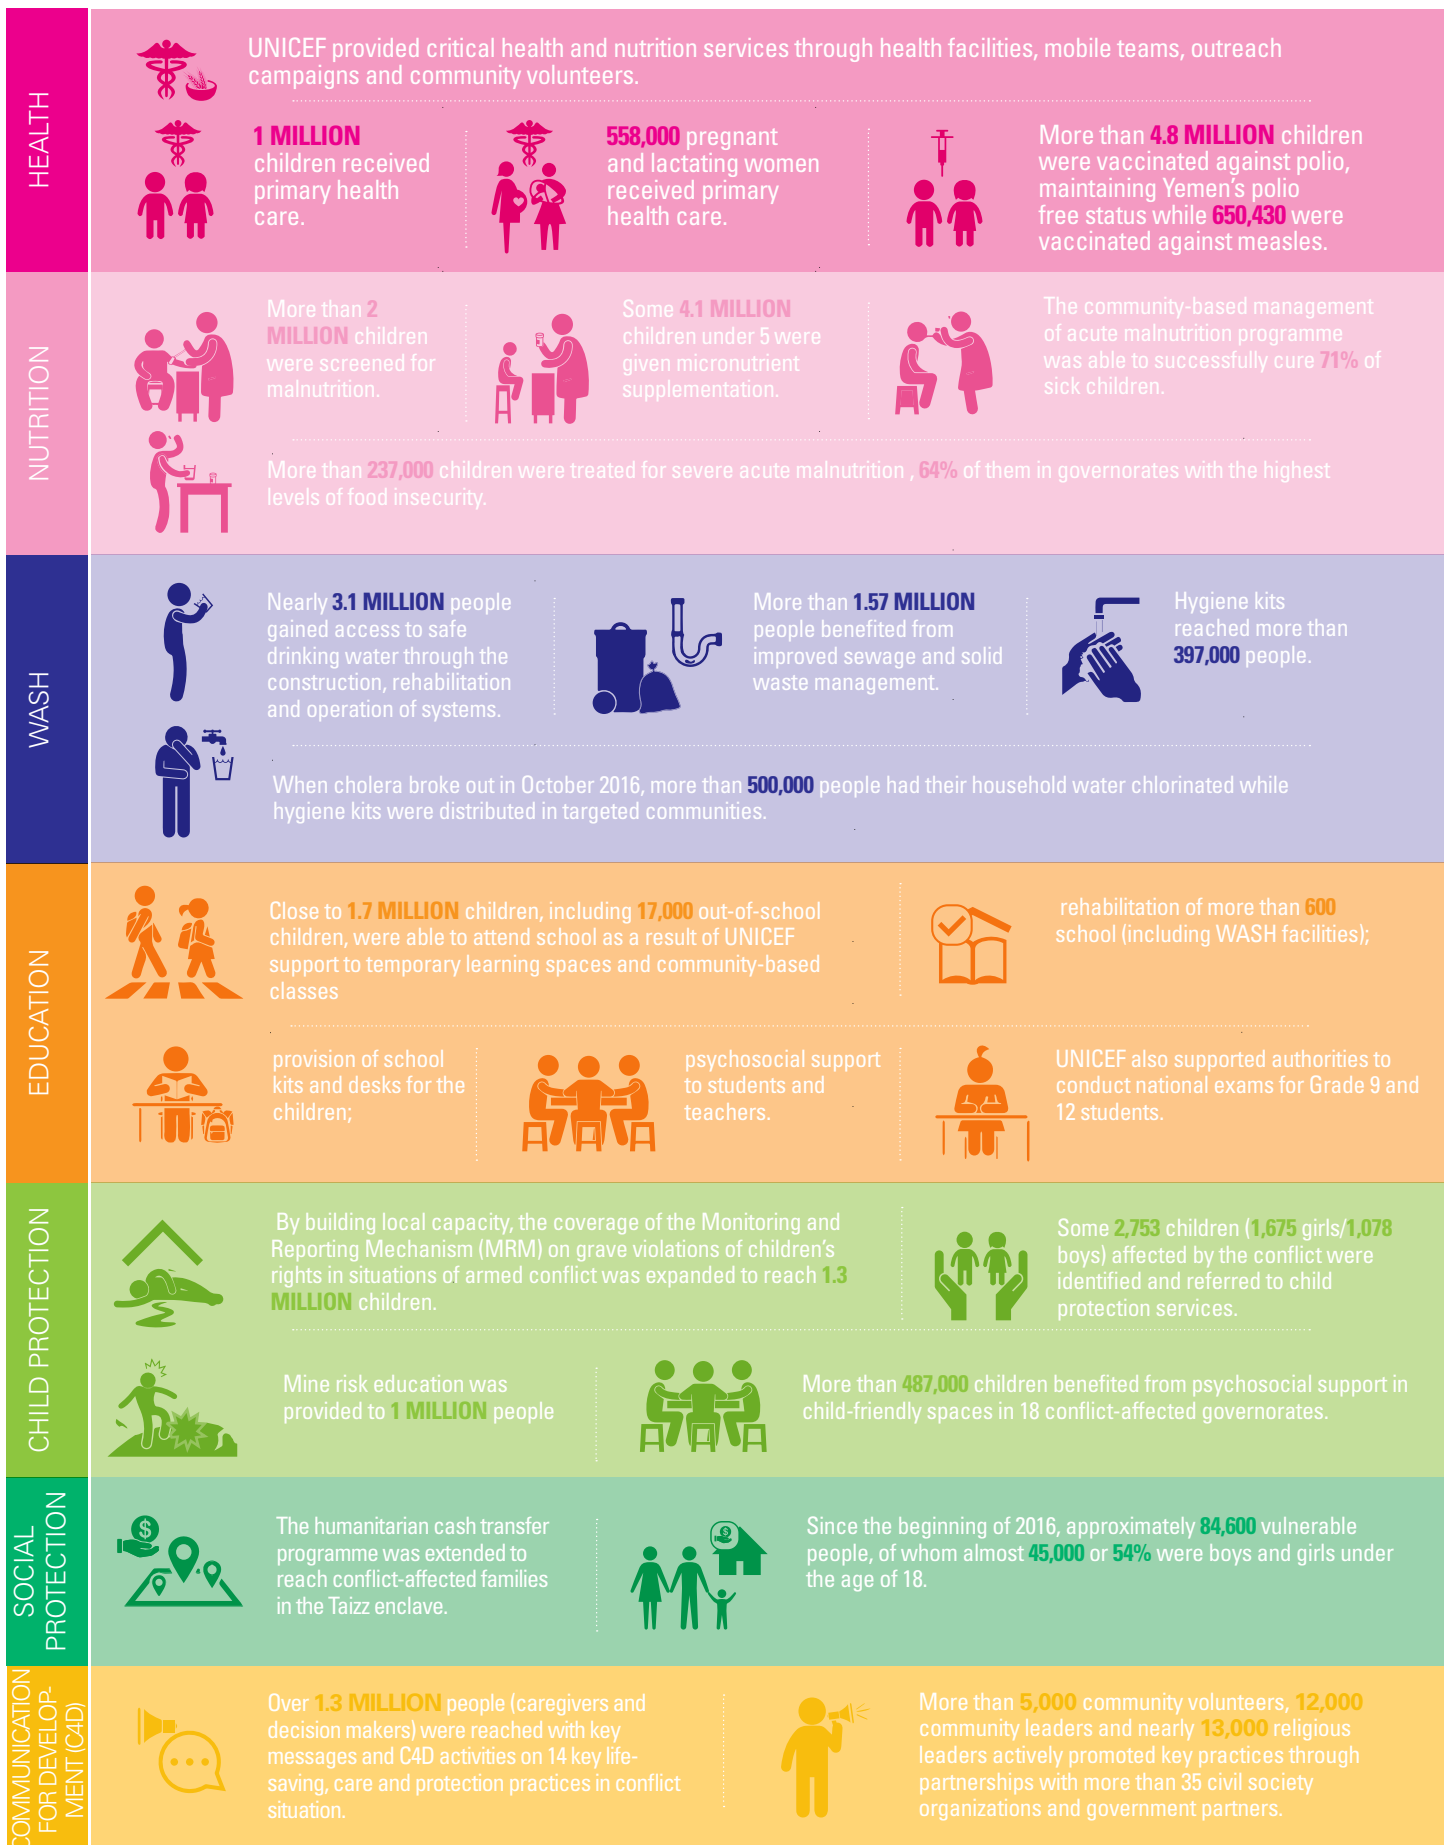 HEALTH
UNICEF provided critical health and nutrition services through health facilities, mobile teams, outreach
campaigns and community volunteers.
1 MILLION
children received
primary health
care.
558,000 pregnant
and lactating women
received primary
health care.
More than 4.8 MILLION children
were vaccinated against polio,
maintaining Yemen's polio
free status while 650,430 were
vaccinated against measles.
NUTRITION
More than 2
MILLION children
were screened for
malnutrition.
Some 4.1 MILLION
children under 5 were
given micronutrient
supplementation.
The community-based management
of acute malnutrition programme
was able to successfully cure 71% of
sick children.
More than 237,000 children were treated for severe acute malnutrition , 64% of them in governorates with the highest
levels of food insecurity.
WASH
Nearly 3.1 MILLION people
gained access to safe
drinking water through the
construction, rehabilitation
and operation of systems.
More than 1.57 MILLION
people benefited from
improved sewage and solid
waste management.
Hygiene kits
reached more than
397,000 people.
When cholera broke out in October 2016, more than 500,000 people had their household water chlorinated while
hygiene kits were distributed in targeted communities.
EDUCATION
Close to 1.7 MILLION children, including 17,000 out-of-school
children, were able to attend school as a result of UNICEF
support to temporary learning spaces and community-based
classes
rehabilitation of more than 600
school (including WASH facilities);
provision of school
kits and desks for the
children;
psychosocial support
to students and
teachers.
UNICEF also supported authorities to
conduct national exams for Grade 9 and
12 students.
CHILD PROTECTION
By building local capacity, the coverage of the Monitoring and
Reporting Mechanism (MRM) on grave violations of children's
rights in situations of armed conflict was expanded to reach 1.3
MILLION children.
Some 2,753 children (1,675 girls/1,078
boys) affected by the conflict were
identified and referred to child
protection services.
Mine risk education was
provided to 1 MILLION people
More than 487,000 children benefited from psychosocial support in
child-friendly spaces in 18 conflict-affected governorates.
SOCIAL
PROTECTION
$
The humanitarian cash transfer
programme was extended to
reach conflict-affected families
in the Taizz enclave.
$
Since the beginning of 2016, approximately 84,600 vulnerable
people, of whom almost 45,000 or 54% were boys and girls under
the age of 18.
COMMUNICATION
FOR DEVELOP-
MENT (C4D)
Over 1.3 MILLION people (caregivers and
decision makers) were reached with key
messages and C4D activities on 14 key life-
saving, care and protection practices in conflict
situation.
More than 5,000 community volunteers, 12,000
community leaders and nearly 13,000 religious
leaders actively promoted key practices through
partnerships with more than 35 civil society
organizations and government partners.